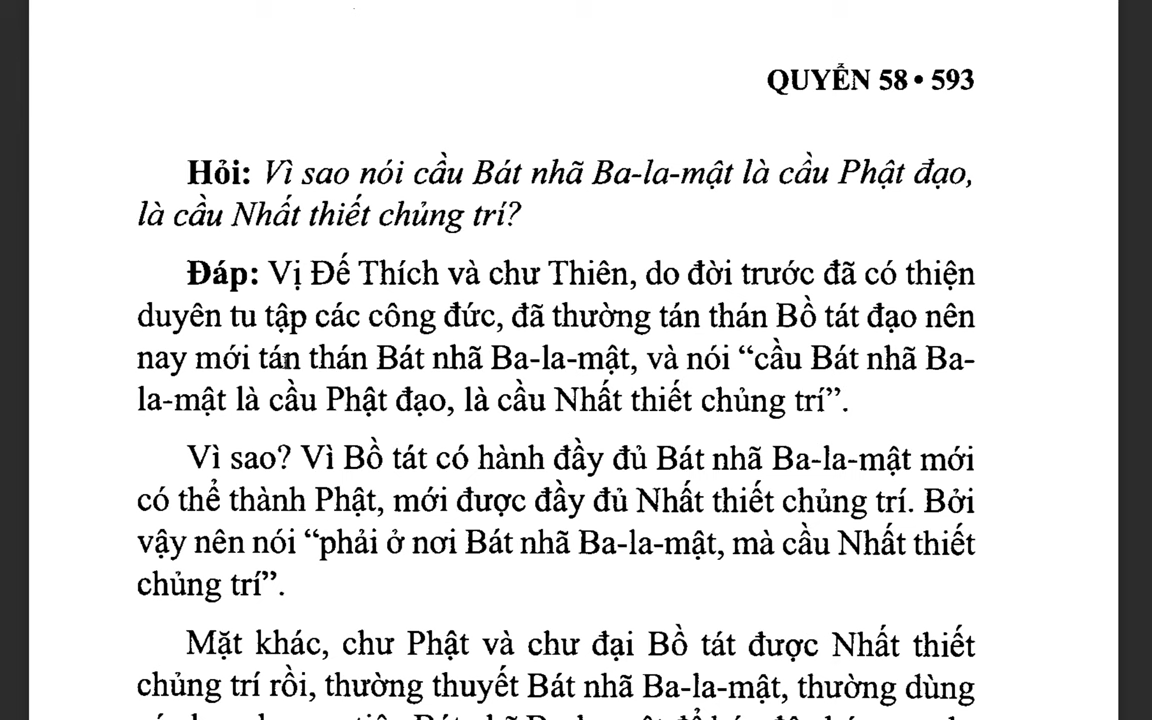 QUYỂN 58 • 593
Hỏi: Vì sao nói cầu Bát nhã Ba-la-mật là cầu Phật đạo,
là cầu Nhất thiết chủng trí?
Đáp: Vị Đế Thích và chư Thiên, do đời trước đã có thiện
duyên tu tập các công đức, đã thường tán thán Bồ tát đạo nên
nay mới tán thán Bát nhã Ba-la-mật, và nói “cầu Bát nhã Ba-
la-mật là cầu Phật đạo, là cầu Nhất thiết chủng trí”.
Vì sao? Vì Bồ tát có hành đầy đủ Bát nhã Ba-la-mật mới
có thể thành Phật, mới được đầy đủ Nhất thiết chủng trí. Bởi
vậy nên nói “phải ở nơi Bát nhã Ba-la-mật, mà cầu Nhất thiết
chủng trí”.
Mặt khác, chư Phật và chư đại Bồ tát được Nhất thiết
chủng trí rồi, thường thuyết Bát nhã Ba-la-mật, thường dùng